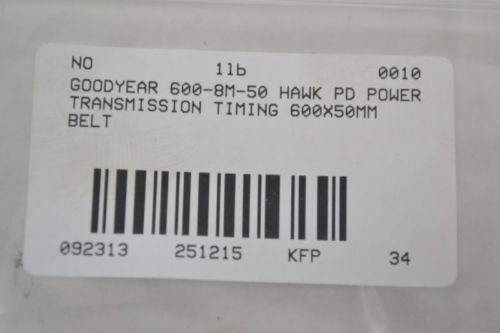 NO 1lb 0010
GOODYEAR 600-8M-50 HAWK PD POWER
TRANSMISSION TIMING 600X50MM
BELT
092313 251215 KFP 34